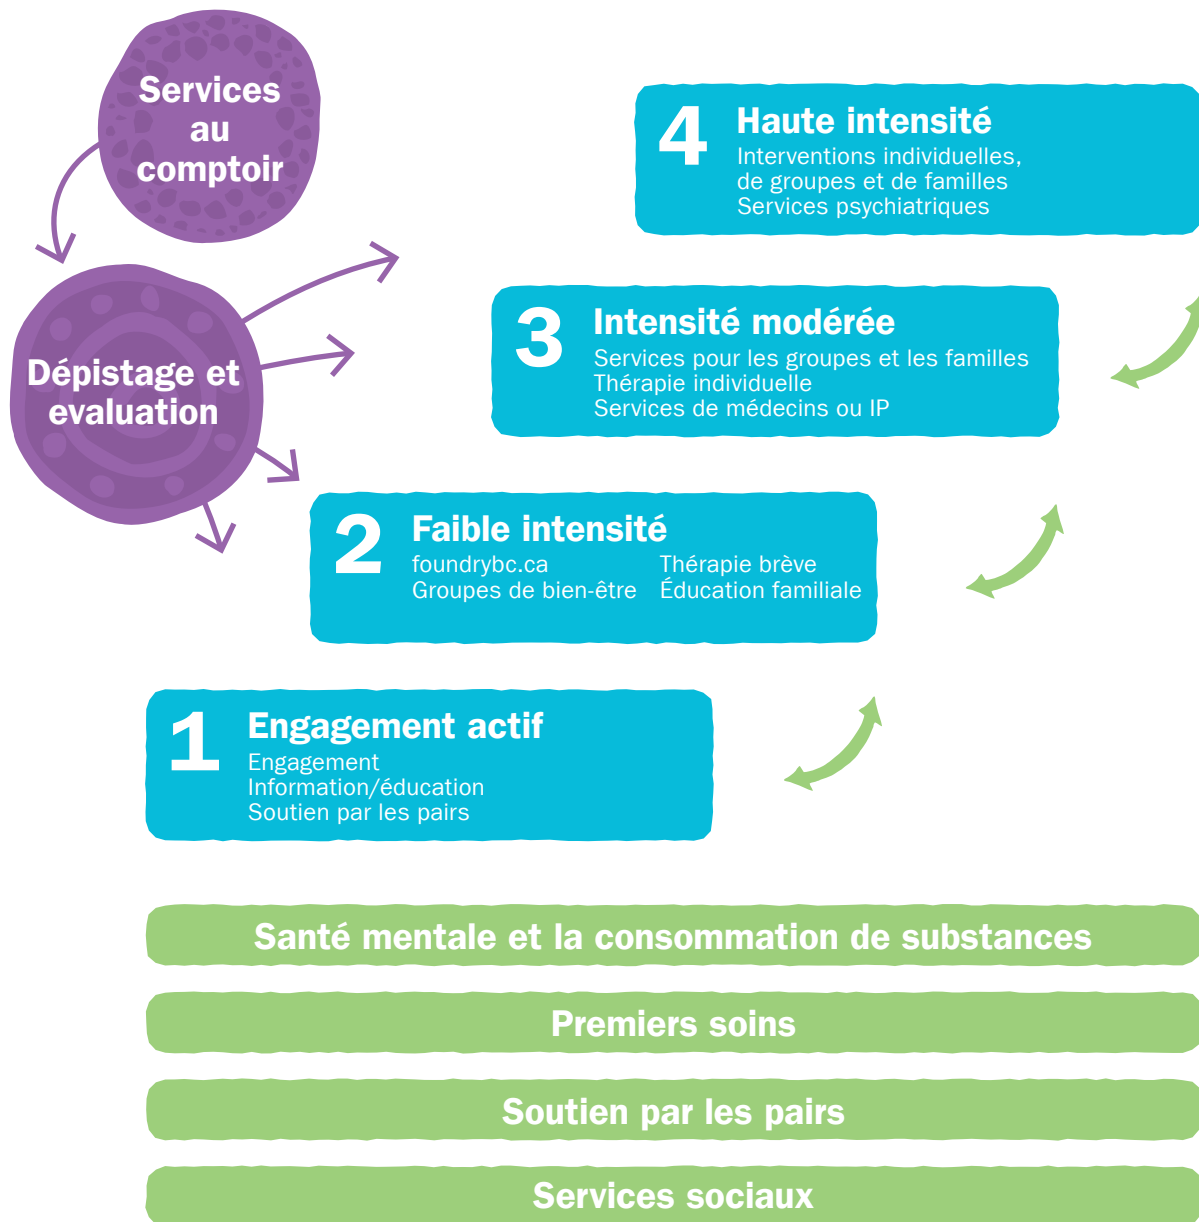 Services
au
comptoir
Dépistage et
evaluation
4
Haute intensité
Interventions individuelles,
de groupes et de familles
Services psychiatriques
3
Intensité modérée
Services pour les groupes et les familles
Thérapie individuelle
Services de médecins ou IP
2
Faible intensité
foundrybc.ca
Groupes de bien-être
Thérapie brève
Éducation familiale
1
Engagement actif
Engagement
Information/éducation
Soutien par les pairs
Santé mentale et la consommation de substances
Premiers soins
Soutien par les pairs
Services sociaux